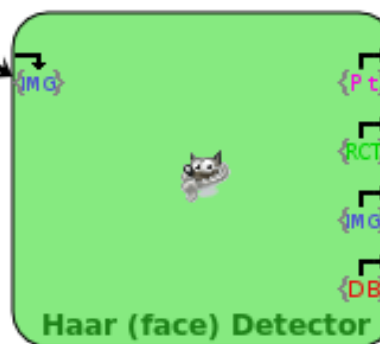 {IMG}
{Pt
{RCT
{IMG
{DB
Haar (face) Detector